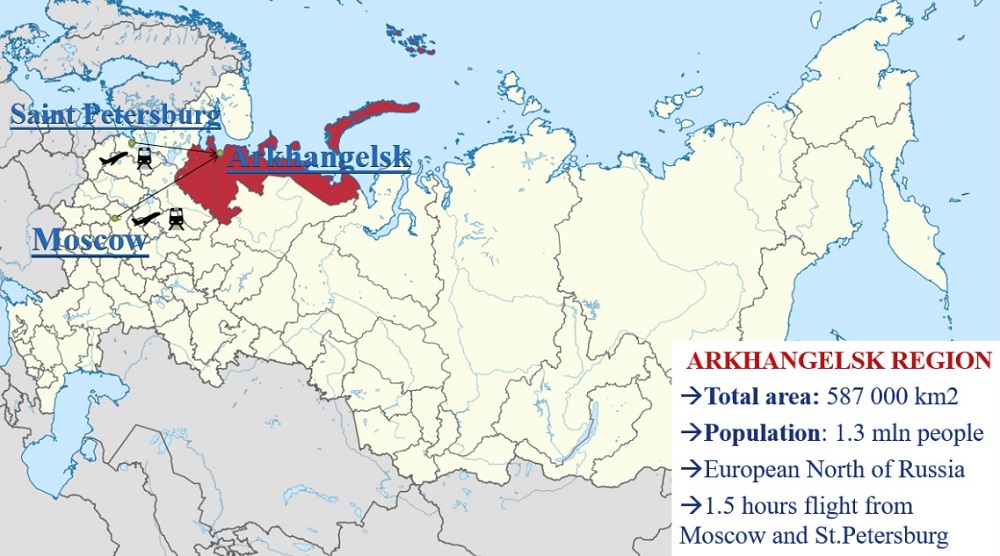 Saint Petersburg
Arkhangelsk
Moscow
ARKHANGELSK REGION
→Total area: 587 000 km2
→Population: 1.3 mln people
→European North of Russia
→1.5 hours flight from
Moscow and St.Petersburg